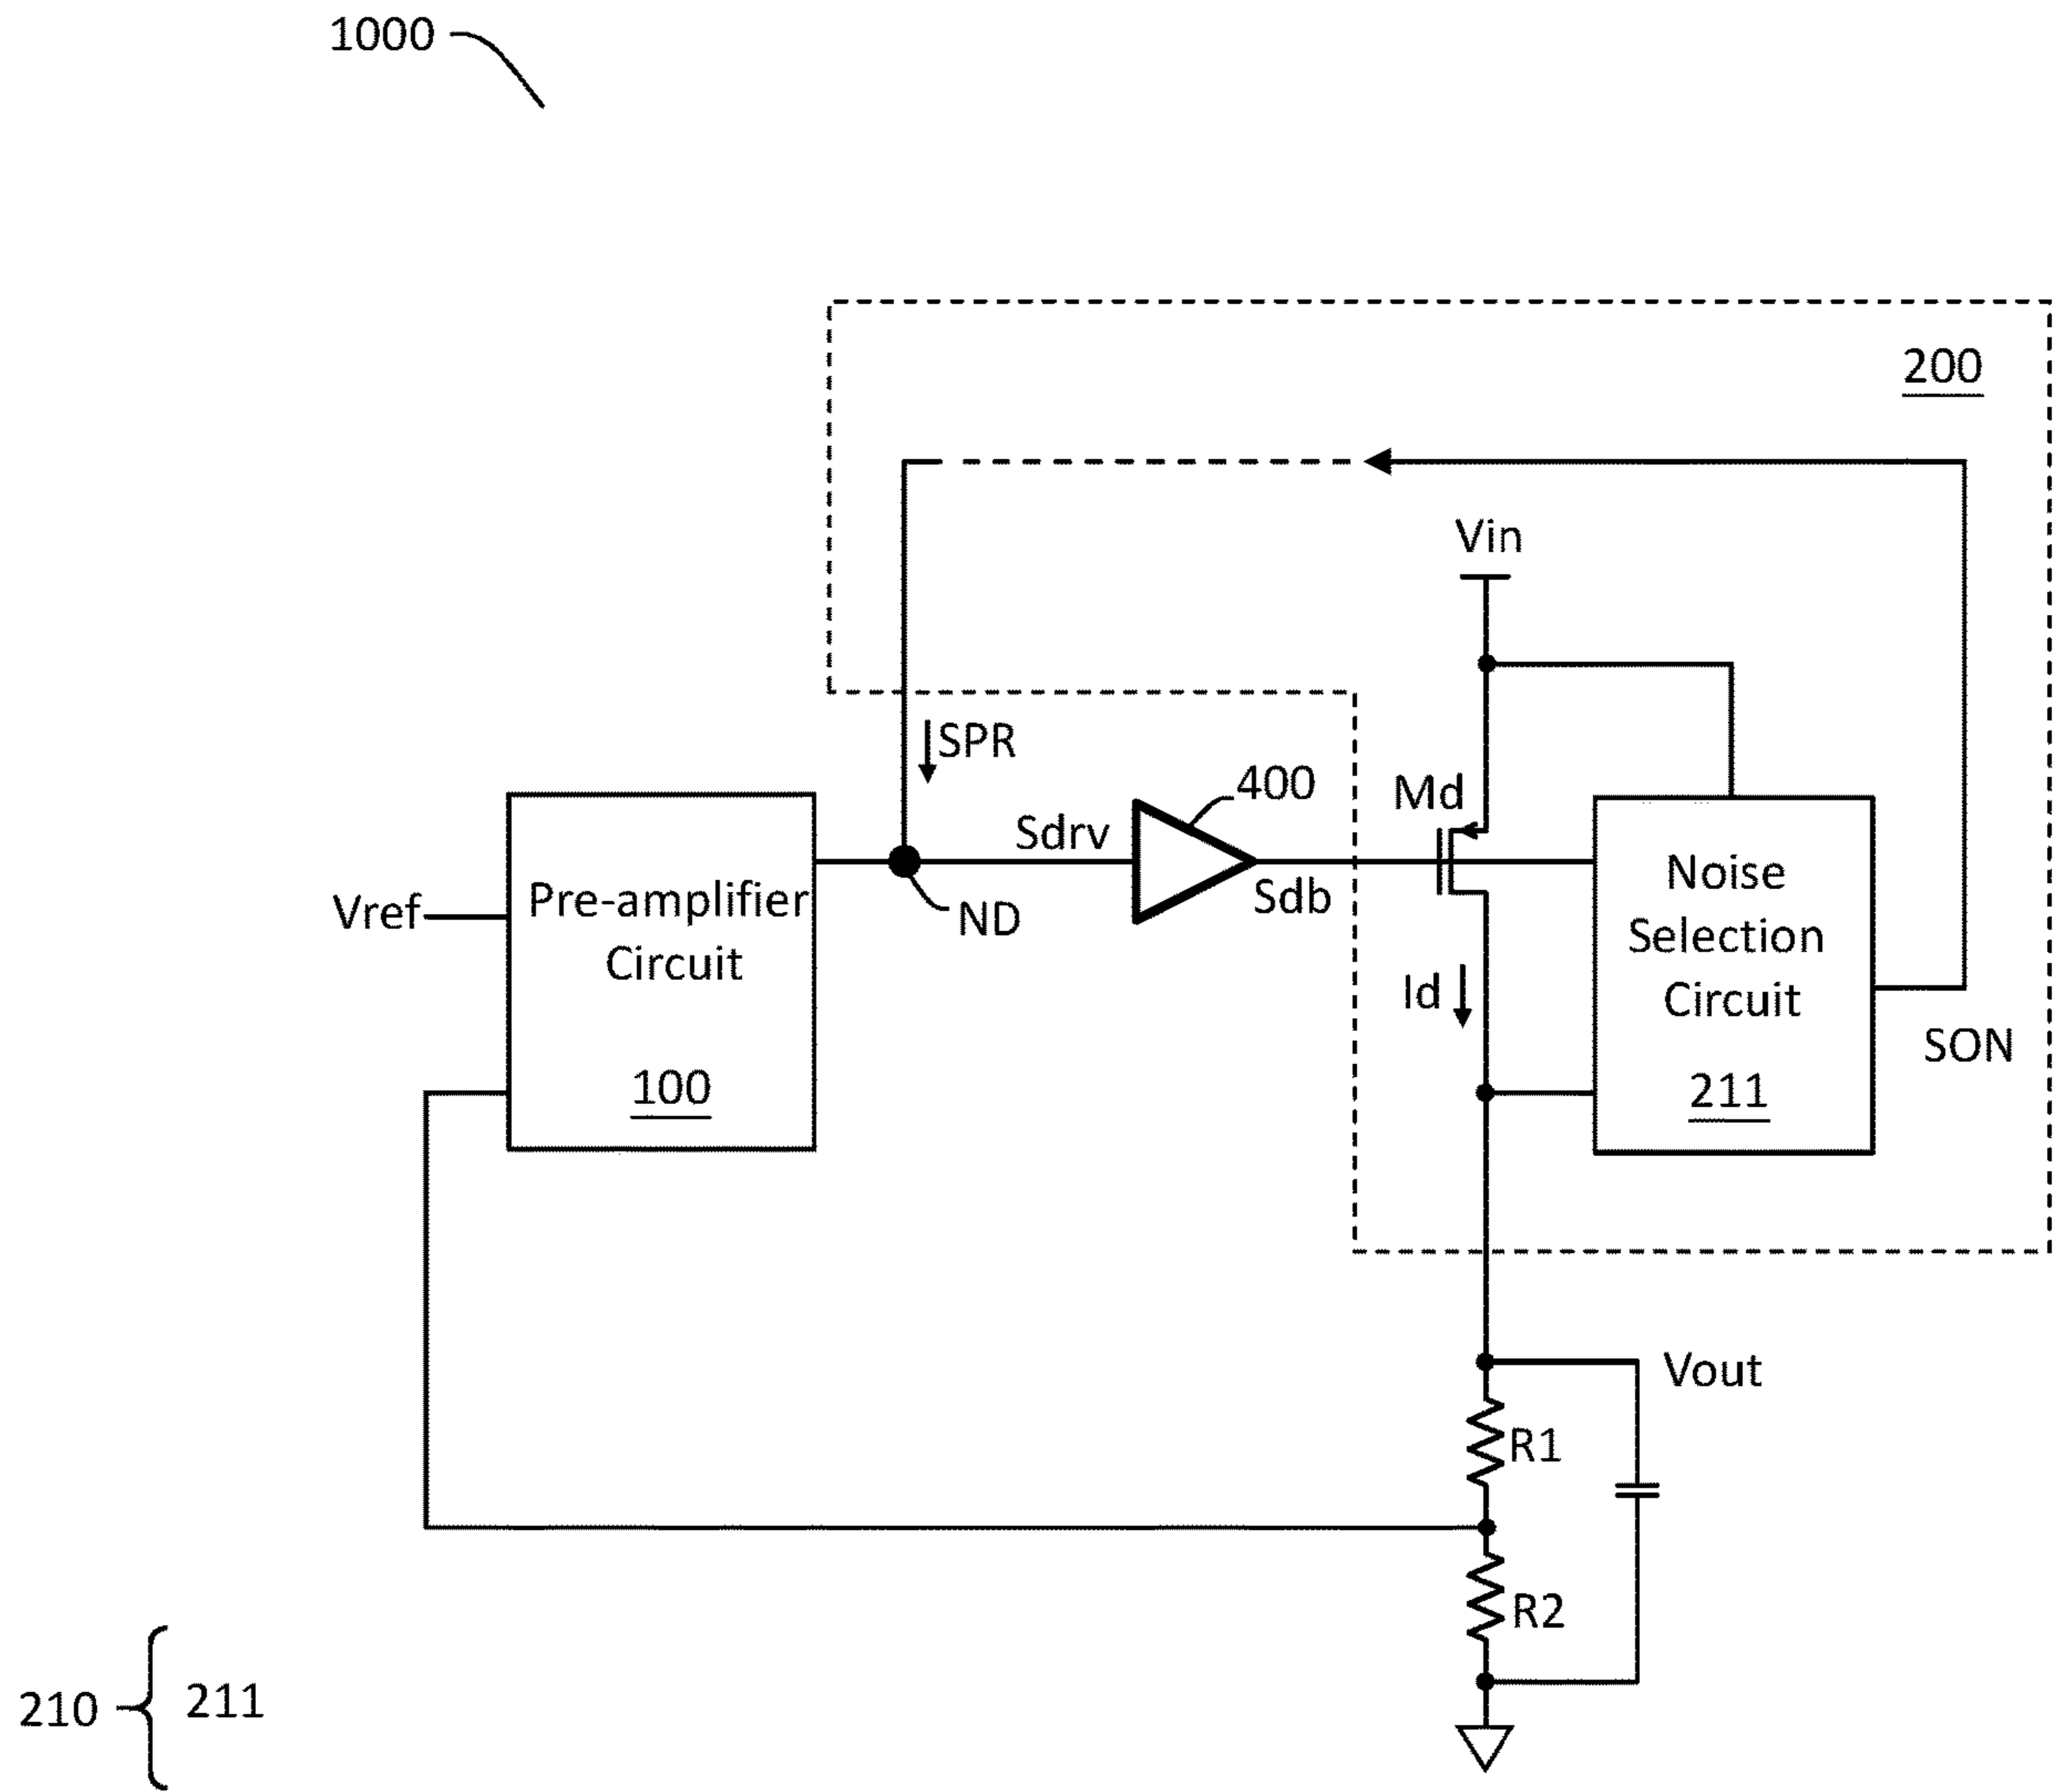 1000
200
Vin
SPR
400
Md
Sdrv
Vref
Pre-amplifier
Circuit
100
ND
Sdb
Noise
Selection
Circuit
211
Id
SON
Vout
R1
R2
210
211